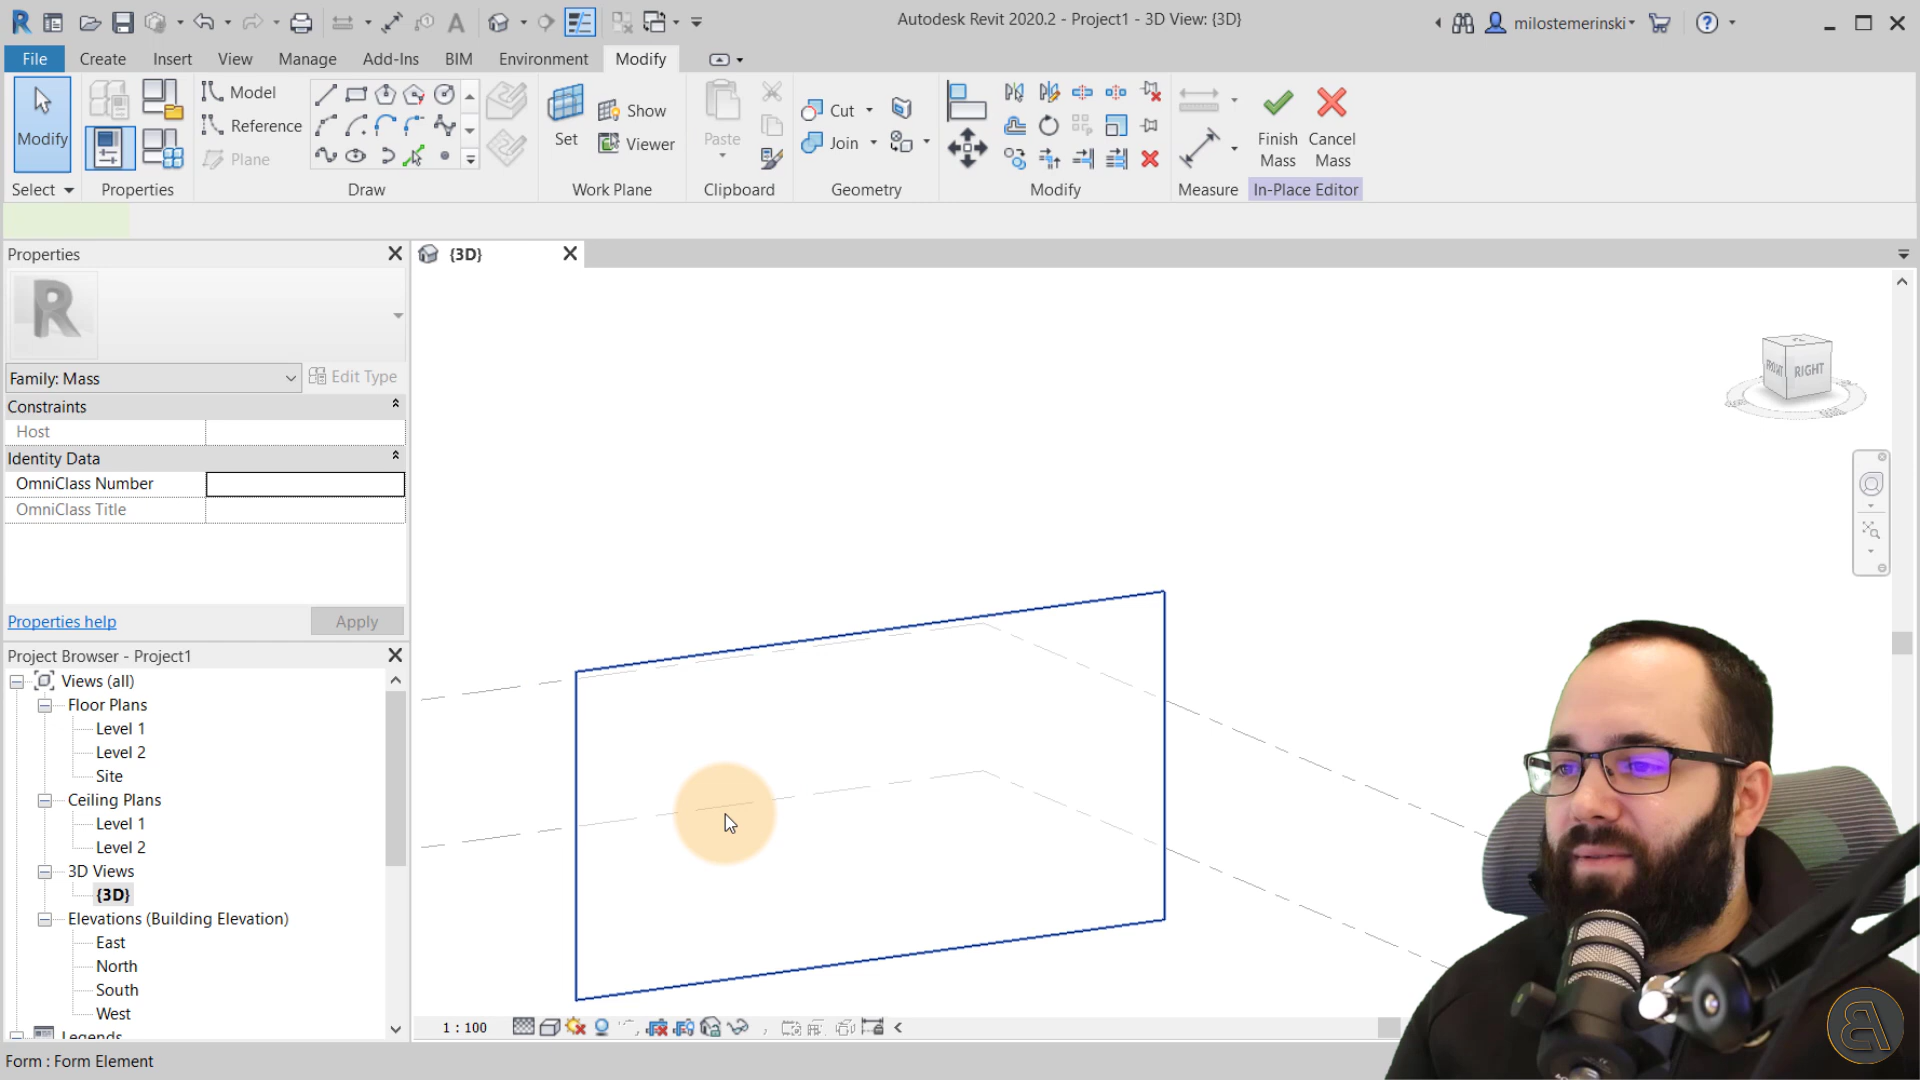 Autodesk Revit 2020.2 - Project1 - 3D View: {3D}
milostemerinski
File Create Insert View Manage Add-Ins BIM Environment Modify
Modify
Model
Reference
Plane
Set
Show
Viewer
Paste
Cut
Join
Finish Mass
Cancel Mass
Select Properties Draw Work Plane Clipboard Geometry Modify Measure In-Place Editor
Properties
{3D}
R
Family: Mass
Edit Type
Constraints
Host
Identity Data
OmniClass Number
OmniClass Title
Properties help
Apply
Project Browser - Project1
Views (all)
Floor Plans
Level 1
Level 2
Site
Ceiling Plans
Level 1
Level 2
3D Views
{3D}
Elevations (Building Elevation)
East
North
South
West
Legends
FRONT
RIGHT
1 : 100
Form : Form Element